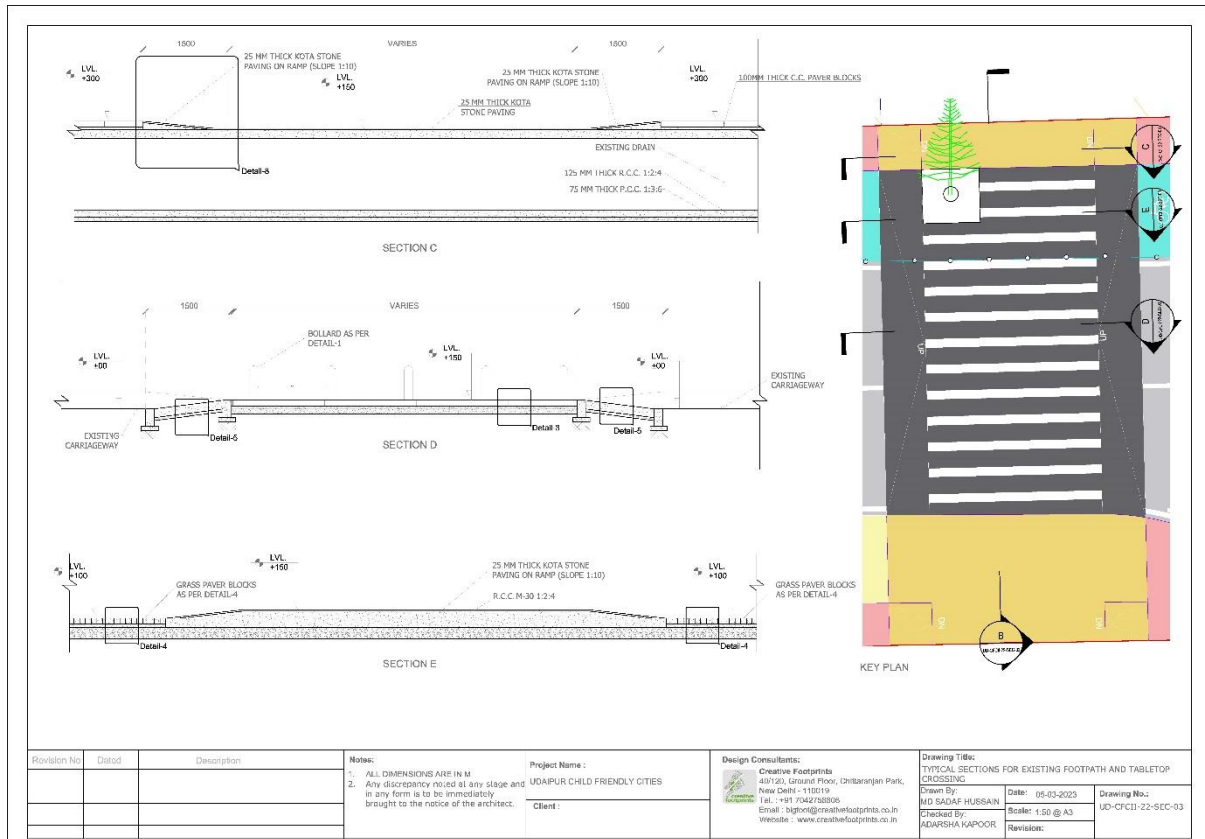 1500
VARIES
1500
25 MM THICK KOTA STONE
PAVING ON RAMP (SLOPE 1:10)
LVL.
+300
LVL.
+150
25 MM THICK KOTA STONE
PAVING ON RAMP (SLOPE 1:10)
LVL.
+300
100MM THICK C.C. PAVER BLOCKS
25 MM THICK KOTA
STONE PAVING
EXISTING DRAIN
Detail-8
125 MM THICK R.C.C. 1:2:4
75 MM THICK P.C.C. 1:3:6
SECTION C
1500
VARIES
1500
BOLLARD AS PER
DETAIL-1
LVL.
±00
LVL.
+150
LVL.
±00
EXISTING
CARRIAGEWAY
EXISTING
CARRIAGEWAY
Detail-5
Detail-3
Detail-5
SECTION D
LVL.
+100
LVL.
+150
25 MM THICK KOTA STONE
PAVING ON RAMP (SLOPE 1:10)
LVL.
+100
GRASS PAVER BLOCKS
AS PER DETAIL-4
R.C.C. M-30 1:2:4
GRASS PAVER BLOCKS
AS PER DETAIL-4
Detail-4
Detail-4
SECTION E
C
E
D
UP
UP
DN
DN
B
KEY PLAN
Revision No
Dated
Description
Notes:
1. ALL DIMENSIONS ARE IN M
2. Any discrepancy noted at any stage and
in any form is to be immediately
brought to the notice of the architect.
Project Name :
UDAIPUR CHILD FRIENDLY CITIES
Client :
Design Consultants:
creative
footprints
Creative Footprints
40/120, Ground Floor, Chittaranjan Park,
New Delhi - 110019
Tel. : +91 7042758806
Email : bigfoot@creativefootprints.co.in
Website : www.creativefootprints.co.in
Drawing Title:
TYPICAL SECTIONS FOR EXISTING FOOTPATH AND TABLETOP
CROSSING
Drawn By:
MD SADAF HUSSAIN
Checked By:
ADARSHA KAPOOR
Date: 05-03-2023
Scale: 1:50 @ A3
Revision:
Drawing No.:
UD-CFCII-22-SEC-03